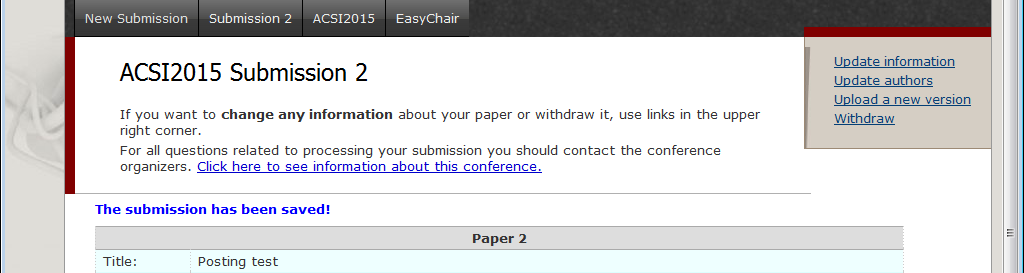 New Submission Submission 2 ACSI2015 EasyChair
ACSI2015 Submission 2
If you want to change any information about your paper or withdraw it, use links in the upper
right corner.
For all questions related to processing your submission you should contact the conference
organizers. Click here to see information about this conference.
Update information
Update authors
Upload a new version
Withdraw
The submission has been saved!
Paper 2
Title: Posting test